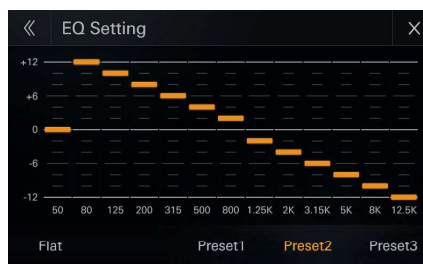 « EQ Setting X
+12
+6
0
-6
-12
50 80 125 200 315 500 800 1.25K 2K 3.15K 5K 8K 12.5K
Flat Preset1 Preset2 Preset3